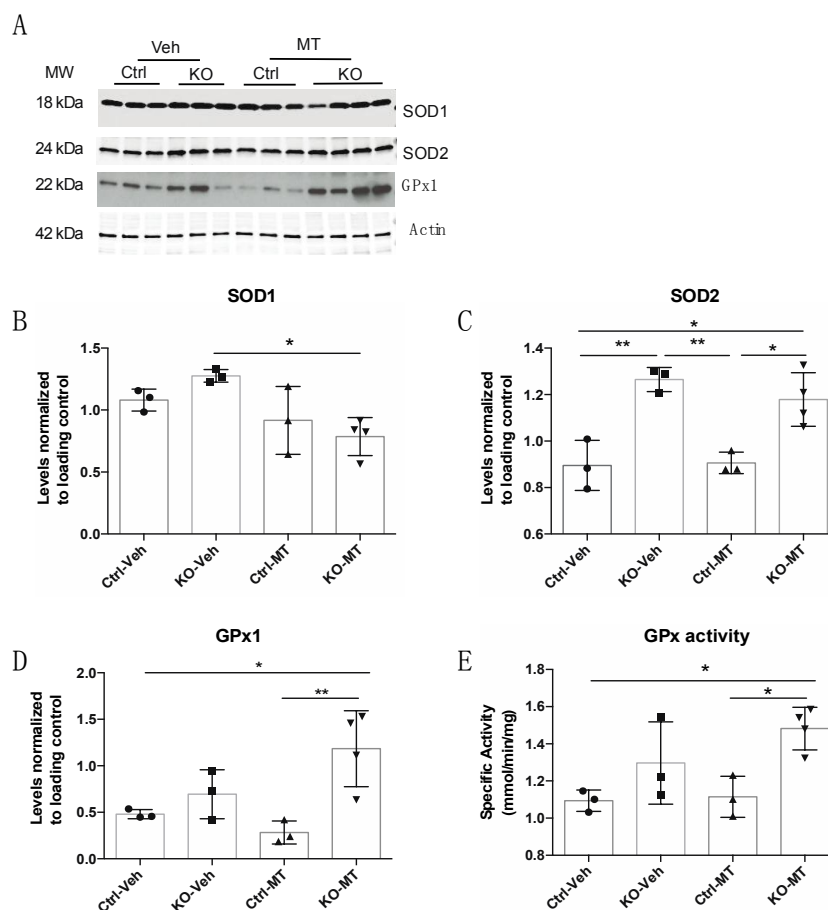 A
Veh MT
MW Ctrl KO Ctrl KO
18 kDa SOD1
24 kDa SOD2
22 kDa GPx1
42 kDa Actin
B
SOD1
*
Levels normalized
to loading control
1.5
1.0
0.5
0.0
Ctrl-Veh KO-Veh Ctrl-MT KO-MT
C
SOD2
*
** ** *
Levels normalized
to loading control
1.4
1.2
1.0
0.8
0.6
Ctrl-Veh KO-Veh Ctrl-MT KO-MT
D
GPx1
*
**
Levels normalized
to loading control
2.0
1.5
1.0
0.5
0.0
Ctrl-Veh KO-Veh Ctrl-MT KO-MT
E
GPx activity
*
*
Specific Activity
(mmol/min/mg)
1.8
1.6
1.4
1.2
1.0
0.8
Ctrl-Veh KO-Veh Ctrl-MT KO-MT